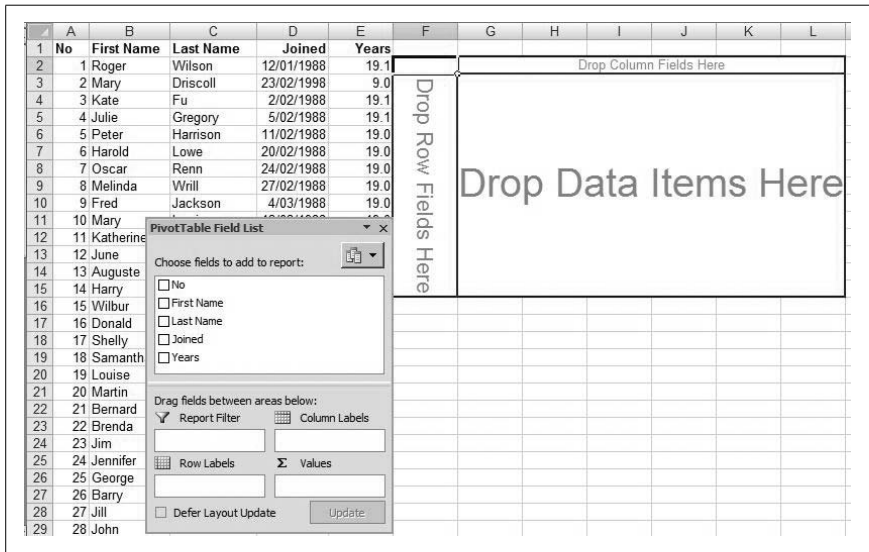 A B C D E F G H I J K L
1 No First Name Last Name Joined Years
2 1 Roger Wilson 12/01/1988 19.1 Drop Column Fields Here
3 2 Mary Driscoll 23/02/1998 9.0
4 3 Kate Fu 2/02/1988 19.1
5 4 Julie Gregory 5/02/1988 19.1
6 5 Peter Harrison 11/02/1988 19.0
7 6 Harold Lowe 20/02/1988 19.0
8 7 Oscar Renn 24/02/1988 19.0
9 8 Melinda Wrill 27/02/1988 19.0
10 9 Fred Jackson 4/03/1988 19.0
11 10 Mary
12 11 Katherine
13 12 June
14 13 Auguste
15 14 Harry
16 15 Wilbur
17 16 Donald
18 17 Shelly
19 18 Samanth
20 19 Louise
21 20 Martin
22 21 Bernard
23 22 Brenda
24 23 Jim
25 24 Jennifer
26 25 George
27 26 Barry
28 27 Jill
29 28 John
Drop Row Fields Here
Drop Data Items Here
PivotTable Field List
Choose fields to add to report:
No
First Name
Last Name
Joined
Years
Drag fields between areas below:
Report Filter Column Labels
Row Labels Σ Values
Defer Layout Update Update